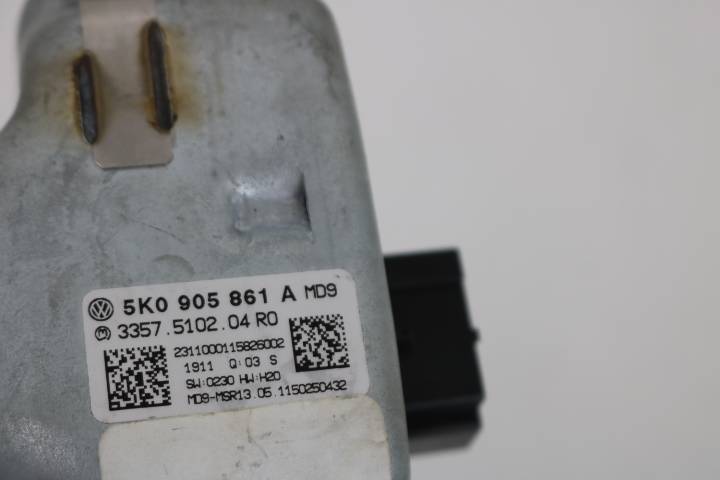 5K0 905 861 A MD9
3357.5102.04 R0
2311000115826002
1911 Q:03 S
SW:0230 HW:H20
MD9-MSR13.05.1150250432